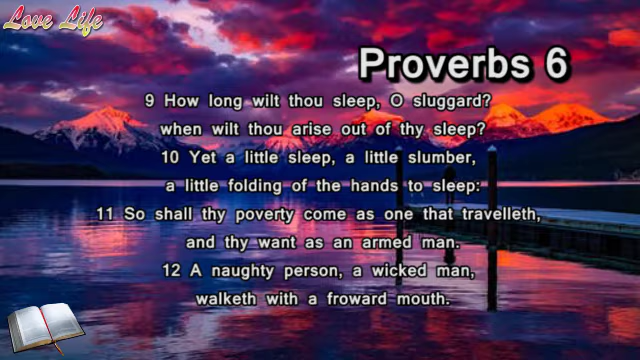 Love Life
Proverbs 6
9 How long wilt thou sleep, O sluggard?
when wilt thou arise out of thy sleep?
10 Yet a little sleep, a little slumber,
a little folding of the hands to sleep:
11 So shall thy poverty come as one that travelleth,
and thy want as an armed man.
12 A naughty person, a wicked man,
walketh with a froward mouth.